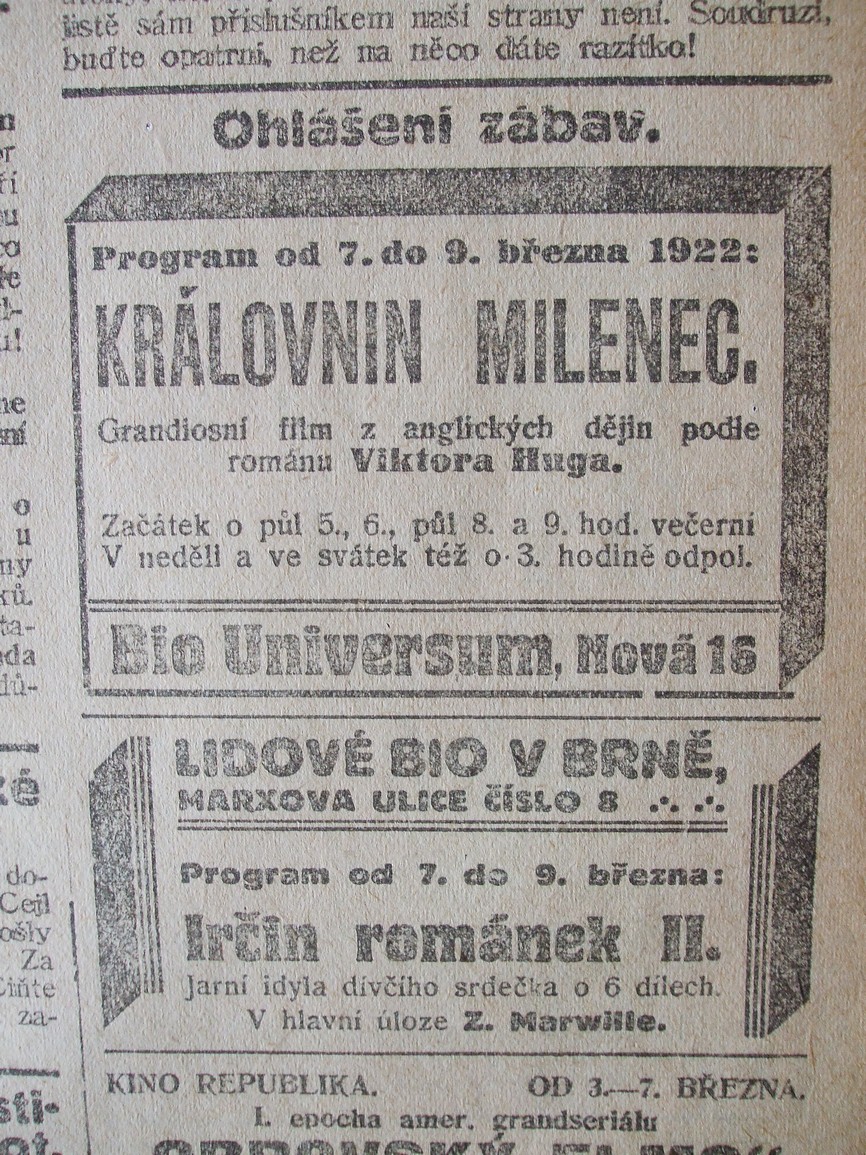 listě sám příslušníkem naší strany není. Soudruzi,
buďte opatrni, než na něco dáte razítko!
Ohlášení zábav.
Program od 7. do 9. března 1922:
KRÁLOVNIN MILENEC.
Grandiosní film z anglických dějin podle
románu Viktora Huga.
Začátek o půl 5., 6., půl 8. a 9. hod. večerní
V neděli a ve svátek též o 3. hodině odpol.
Bio Universum, Nová 16
LIDOVÉ BIO V BRNĚ,
MARXOVA ULICE ČÍSLO 8
Program od 7. do 9. března:
Irčin románek II.
Jarní idyla dívčího srdečka o 6 dílech.
V hlavní úloze Z. Marwille.
KINO REPUBLIKA. OD 3.—7. BŘEZNA.
I. epocha amer. grandseriálu